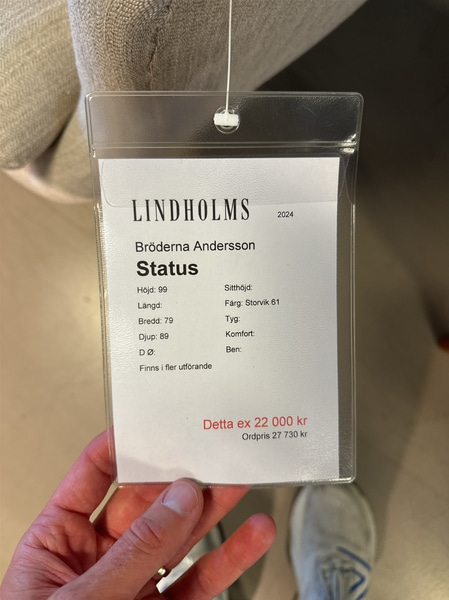 LINDHOLMS 2024
Bröderna Andersson
Status
Höjd: 99 Sitthöjd:
Längd: Färg: Storvik 61
Bredd: 79 Tyg:
Djup: 89 Komfort:
D Ø: Ben:
Finns i fler utförande
Detta ex 22 000 kr
Ordpris 27 730 kr